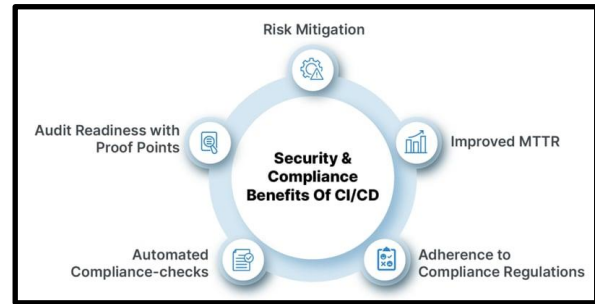 Risk Mitigation
Audit Readiness with
Proof Points
Improved MTTR
Security &
Compliance
Benefits Of CI/CD
Automated
Compliance-checks
Adherence to
Compliance Regulations